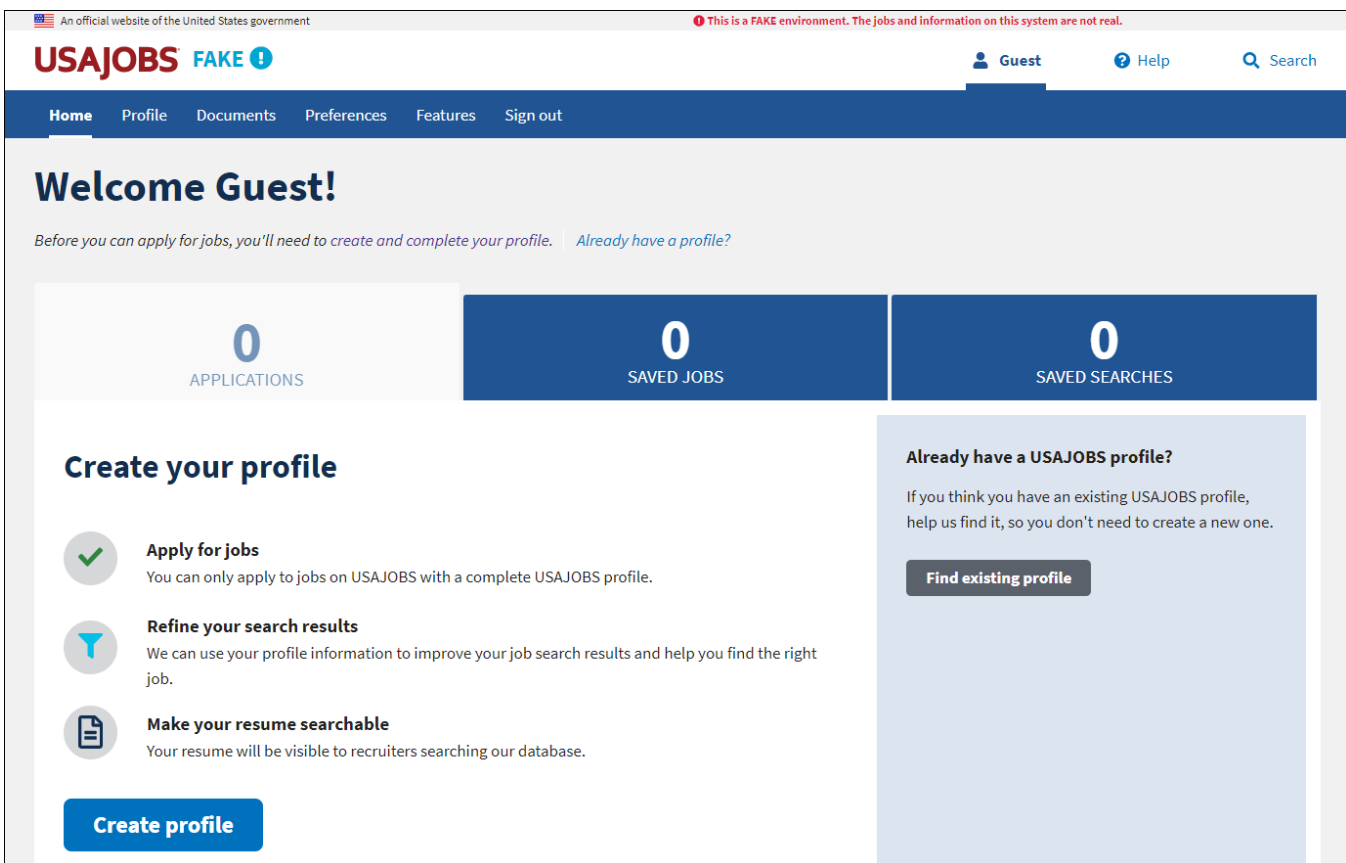 An official website of the United States government
This is a FAKE environment. The jobs and information on this system are not real.
USAJOBS FAKE
Guest
Help
Search
Home Profile Documents Preferences Features Sign out
Welcome Guest!
Before you can apply for jobs, you'll need to create and complete your profile. Already have a profile?
0
APPLICATIONS
0
SAVED JOBS
0
SAVED SEARCHES
Create your profile
Apply for jobs
You can only apply to jobs on USAJOBS with a complete USAJOBS profile.
Refine your search results
We can use your profile information to improve your job search results and help you find the right
job.
Make your resume searchable
Your resume will be visible to recruiters searching our database.
Create profile
Already have a USAJOBS profile?
If you think you have an existing USAJOBS profile,
help us find it, so you don't need to create a new one.
Find existing profile